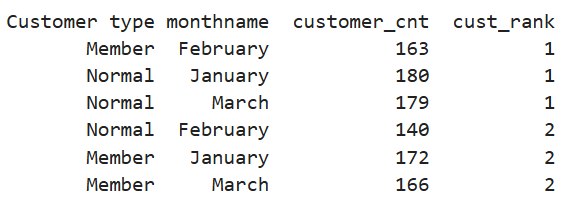 Customer type monthname customer_cnt cust_rank
Member February 163 1
Normal January 180 1
Normal March 179 1
Normal February 140 2
Member January 172 2
Member March 166 2